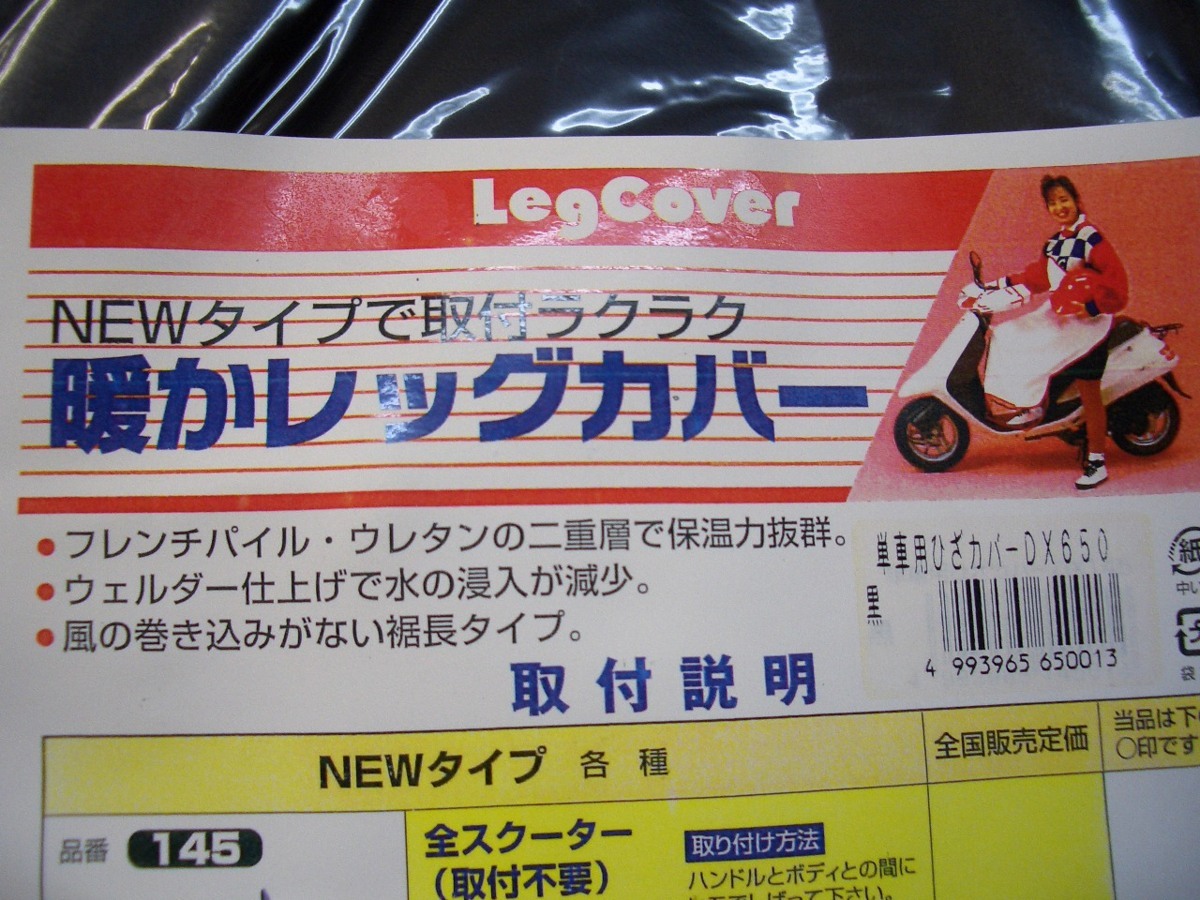 LegCover
NEWタイプで取付ラクラク
暖かレッグカバー
● フレンチパイル・ウレタンの二重層で保温力抜群。
● ウェルダー仕上げで水の浸入が減少。
● 風の巻き込みがない裾長タイプ。
単車用ひざカバーDX650
黒
4 993965 650013
紙
袋
取付説明
NEWタイプ 各種
全国販売定価
当品は下
○印です
品番 145
全スクーター
(取付不要)
取り付け方法
ハンドルとボディとの間に